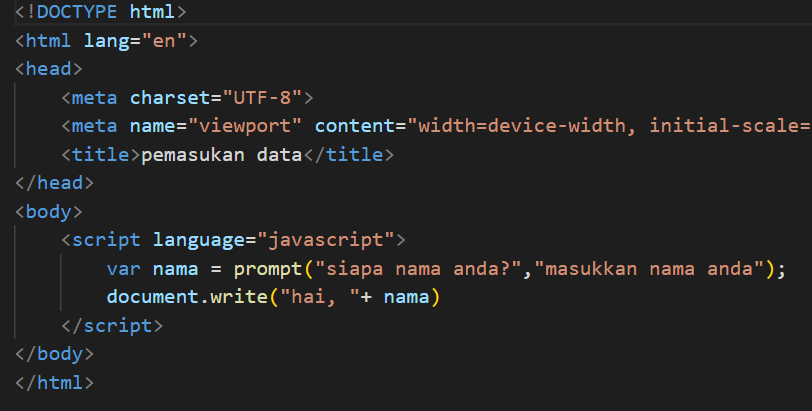 <!DOCTYPE html>
<html lang="en">
<head>
<meta charset="UTF-8">
<meta name="viewport" content="width=device-width, initial-scale=
<title>pemasukan data</title>
</head>
<body>
<script language="javascript">
var nama = prompt("siapa nama anda?","masukkan nama anda");
document.write("hai, "+ nama)
</script>
</body>
</html>